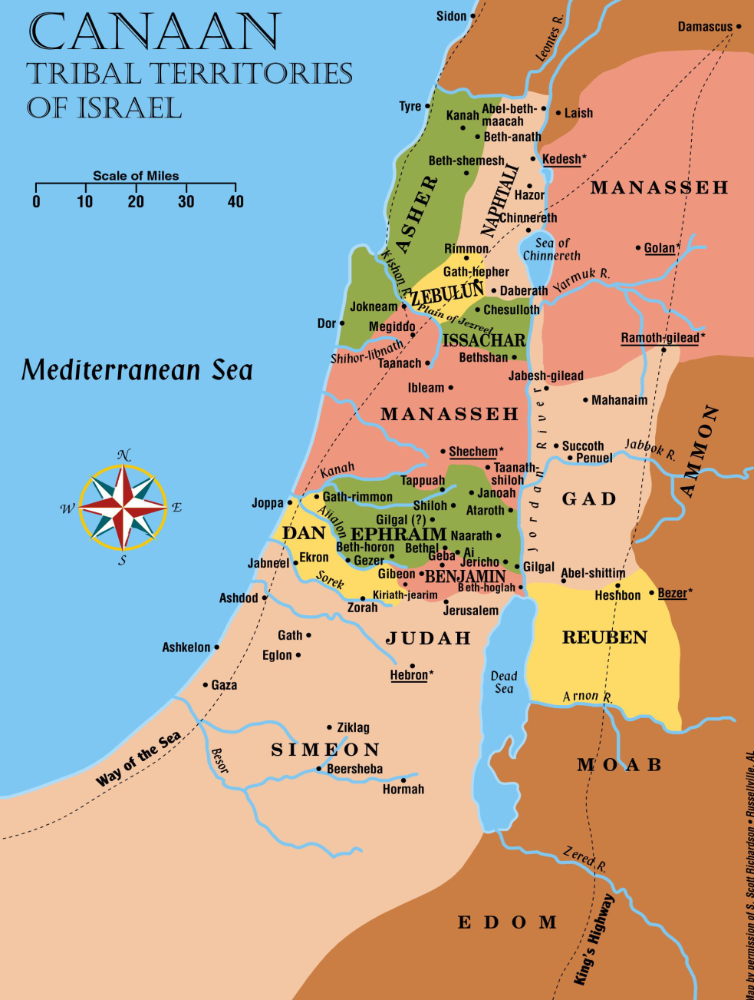 CANAAN
TRIBAL TERRITORIES
OF ISRAEL
Scale of Miles
0 10 20 30 40
Sidon
Damascus
Leontes R.
Tyre
Kanah
Abel-beth-
maacah
Laish
Beth-anath
Beth-shemesh
Kedesh*
NAPHTALI
MANASSEH
ASHER
Hazor
Chinnereth
Sea of
Chinnereth
Golan*
Rimmon
Kishon R.
Gath-hepher
Yarmuk R.
ZEBULUN
Daberath
Jokneam
Plain of Jezreel
Chesulloth
Dor
Megiddo
ISSACHAR
Ramoth-gilead*
Shihor-libnath
Taanach
Bethshan
Mediterranean Sea
Jabesh-gilead
Ibleam
Mahanaim
MANASSEH
Jordan River
AMMON
Shechem*
Succoth
Penuel
Jabbok R.
Kanah
Taanath-
shiloh
Tappuah
Janoah
GAD
N
W
E
S
Joppa
Gath-rimmon
Shiloh
Ataroth
Aijalon
Gilgal (?)
DAN
EPHRAIM
Naarath
Beth-horon
Bethel
Ai
Ekron
Gezer
Geba
Jericho
Jabneel
Gilgal
Sorek
Gibeon
BENJAMIN
Abel-shittim
Kiriath-jearim
Beth-hoglah
Heshbon
Bezer*
Ashdod
Zorah
Jerusalem
Gath
JUDAH
REUBEN
Ashkelon
Eglon
Hebron*
Dead
Sea
Gaza
Arnon R.
Ziklag
Way of the Sea
SIMEON
Besor
Beersheba
MOAB
Hormah
Zered R.
EDOM
King's Highway
Map by permission of S. Scott Richardson • Russellville, AL